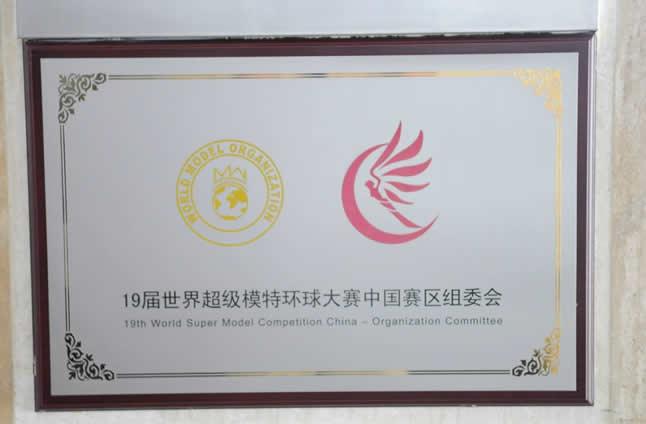 WORLD MODEL ORGANIZATION
19届世界超级模特环球大赛中国赛区组委会
19th World Super Model Competition China – Organization Committee